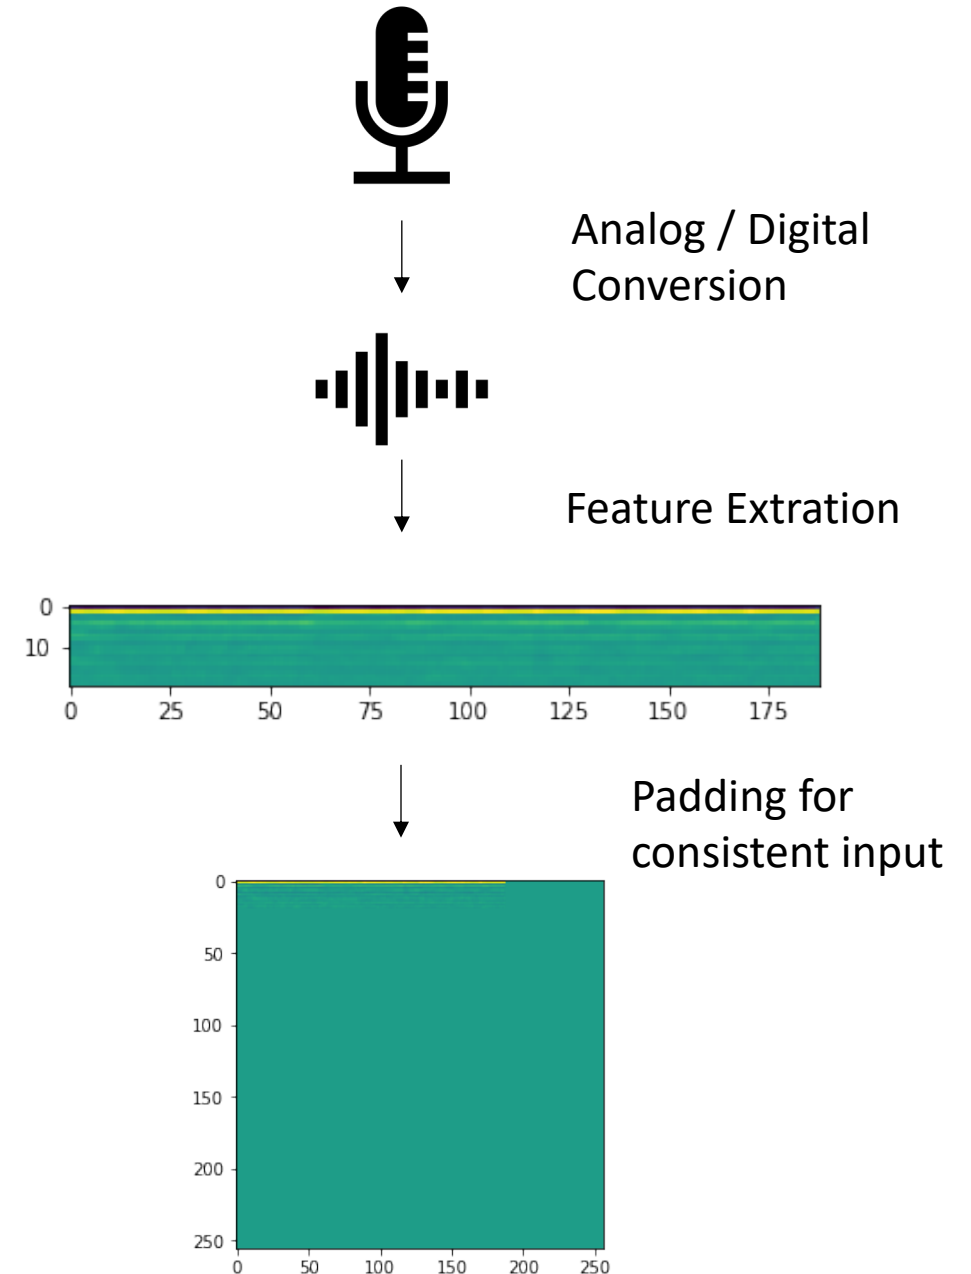 Analog / Digital
Conversion
Feature Extration
0
10
0 25 50 75 100 125 150 175
Padding for
consistent input
0
50
100
150
200
250
0 50 100 150 200 250